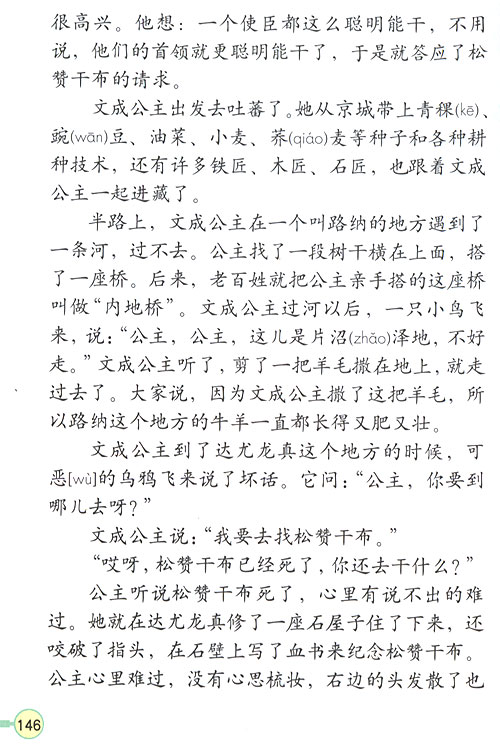 很高兴。他想：一个使臣都这么聪明能干，不用
说，他们的首领就更聪明能干了，于是就答应了松
赞干布的请求。
文成公主出发去吐蕃了。她从京城带上青稞(kē)、
豌(wān)豆、油菜、小麦、荞(qiáo)麦等种子和各种耕
种技术，还有许多铁匠、木匠、石匠，也跟着文成
公主一起进藏了。
半路上，文成公主在一个叫路纳的地方遇到了
一条河，过不去。公主找了一段树干横在上面，搭
了一座桥。后来，老百姓就把公主亲手搭的这座桥
叫做“内地桥”。文成公主过河以后，一只小鸟飞
来，说：“公主，公主，这儿是片沼(zhǎo)泽地，不好
走。”文成公主听了，剪了一把羊毛撒在地上，就走
过去了。大家说，因为文成公主撒了这把羊毛，所
以路纳这个地方的牛羊一直都长得又肥又壮。
文成公主到了达尤龙真这个地方的时候，可
恶[wù]的乌鸦飞来说了坏话。它问：“公主，你要到
哪儿去呀？”
文成公主说：“我要去找松赞干布。”
“哎呀，松赞干布已经死了，你还去干什么？”
公主听说松赞干布死了，心里有说不出的难
过。她就在达尤龙真修了一座石屋子住了下来，还
咬破了指头，在石壁上写了血书来纪念松赞干布。
公主心里难过，没有心思梳妆，右边的头发散了也
146